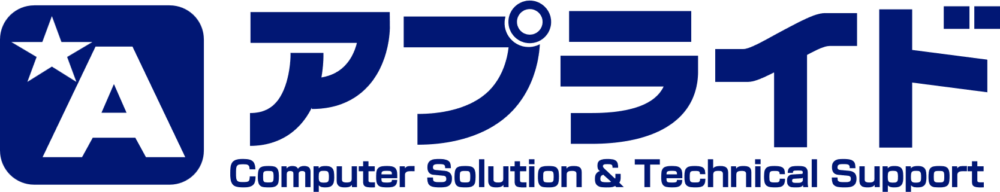 A
アプライド
Computer Solution & Technical Support